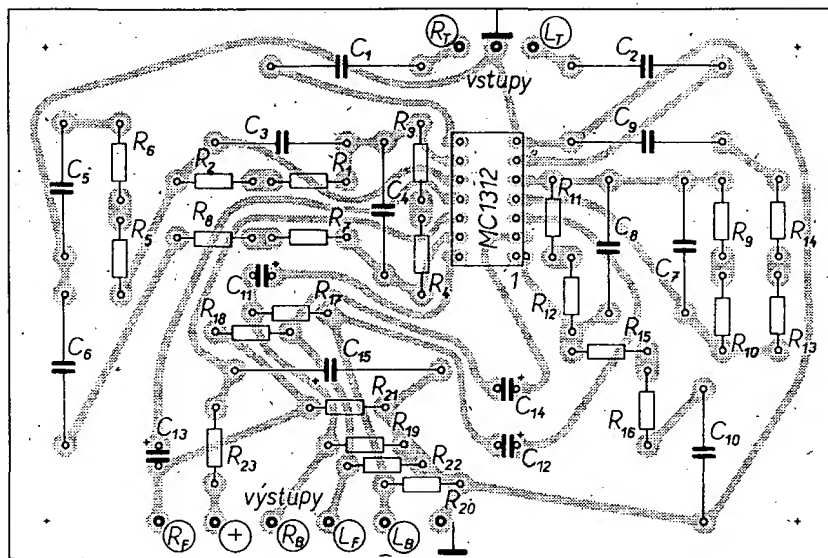 R_T
L_T
C1
C2
vstupy
R6
C3
R3
C9
C5
R2
R1
C4
MC1312
R11
R8
R7
R5
C8
R9
R14
C7
C11
R4
1
R17
R18
R12
C6
C15
R15
R10
R13
R21
C14
R16
C13
R23
R19
C12
C10
R22
výstupy
R20
R_F
+
R_B
L_F
L_B